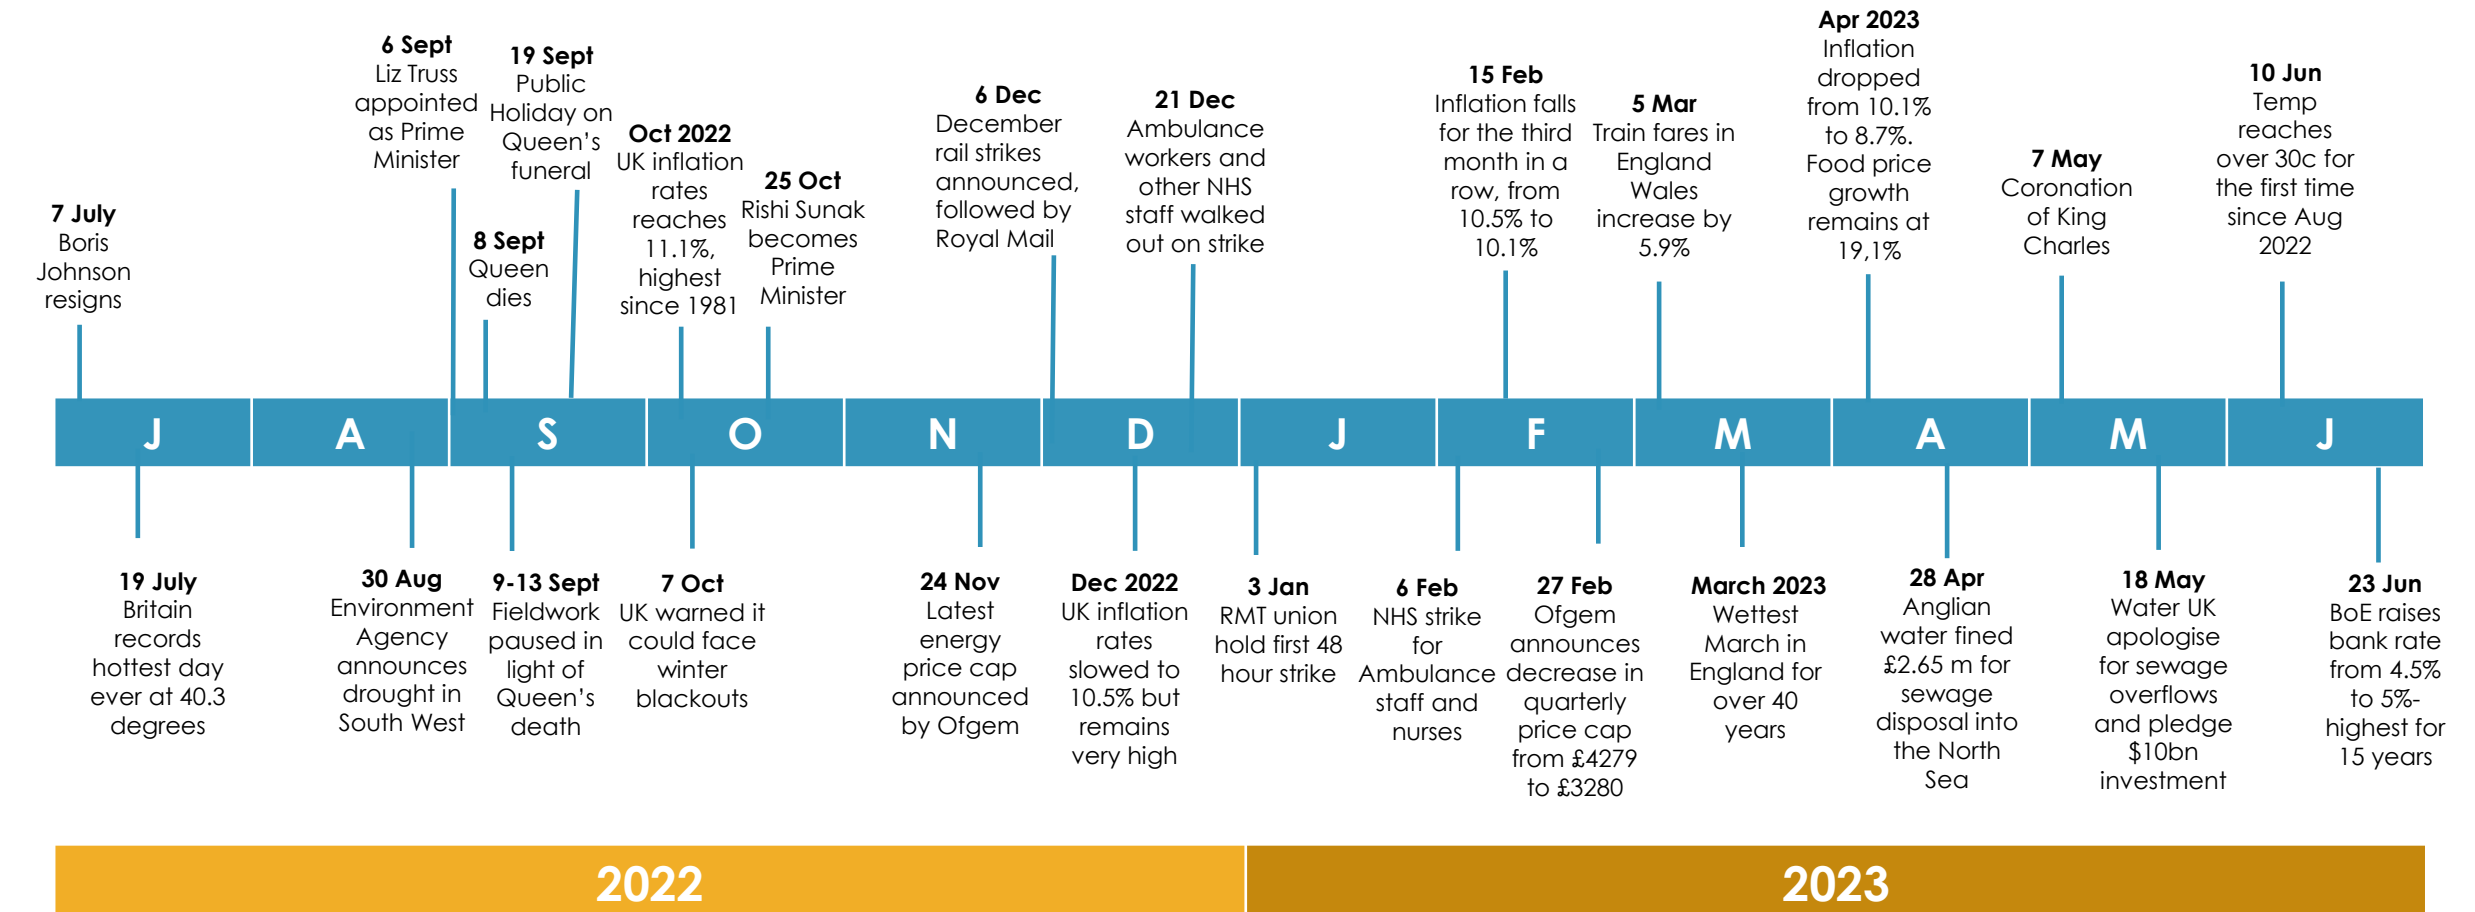 7 July
Boris
Johnson
resigns
6 Sept
Liz Truss
appointed
as Prime
Minister
8 Sept
Queen
dies
19 Sept
Public
Holiday on
Queen’s
funeral
Oct 2022
UK inflation
rates
reaches
11.1%,
highest
since 1981
25 Oct
Rishi Sunak
becomes
Prime
Minister
6 Dec
December
rail strikes
announced,
followed by
Royal Mail
21 Dec
Ambulance
workers and
other NHS
staff walked
out on strike
15 Feb
Inflation falls
for the third
month in a
row, from
10.5% to
10.1%
5 Mar
Train fares in
England
Wales
increase by
5.9%
Apr 2023
Inflation
dropped
from 10.1%
to 8.7%.
Food price
growth
remains at
19,1%
7 May
Coronation
of King
Charles
10 Jun
Temp
reaches
over 30c for
the first time
since Aug
2022
J A S O N D J F M A M J
19 July
Britain
records
hottest day
ever at 40.3
degrees
30 Aug
Environment
Agency
announces
drought in
South West
9-13 Sept
Fieldwork
paused in
light of
Queen’s
death
7 Oct
UK warned it
could face
winter
blackouts
24 Nov
Latest
energy
price cap
announced
by Ofgem
Dec 2022
UK inflation
rates
slowed to
10.5% but
remains
very high
3 Jan
RMT union
hold first 48
hour strike
6 Feb
NHS strike
for
Ambulance
staff and
nurses
27 Feb
Ofgem
announces
decrease in
quarterly
price cap
from £4279
to £3280
March 2023
Wettest
March in
England for
over 40
years
28 Apr
Anglian
water fined
£2.65 m for
sewage
disposal into
the North
Sea
18 May
Water UK
apologise
for sewage
overflows
and pledge
$10bn
investment
23 Jun
BoE raises
bank rate
from 4.5%
to 5%-
highest for
15 years
2022
2023